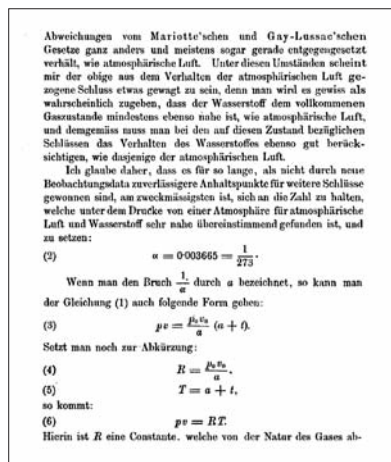 Abweichungen vom Mariotte'schen und Gay-Lussac'schen
Gesetze ganz anders und meistens sogar gerade entgegengesetzt
verhält, wie atmosphärische Luft. Unter diesen Umständen scheint
mir der obige aus dem Verhalten der atmosphärischen Luft ge-
zogene Schluss etwas gewagt zu sein, denn man wird es gewiss als
wahrscheinlich zugeben, dass der Wasserstoff dem vollkommenen
Gaszustande mindestens ebenso nahe ist, wie atmosphärische Luft,
und demgemäss muss man bei den auf diesen Zustand bezüglichen
Schlüssen das Verhalten des Wasserstoffes ebenso gut berück-
sichtigen, wie dasjenige der atmosphärischen Luft.
Ich glaube daher, dass es für so lange, als nicht durch neue
Beobachtungsdata zuverlässigere Anhaltspunkte für weitere Schlüsse
gewonnen sind, am zweckmässigsten ist, sich an die Zahl zu halten,
welche unter dem Drucke von einer Atmosphäre für atmosphärische
Luft und Wasserstoff sehr nahe übereinstimmend gefunden ist, und
zu setzen:
(2) α = 0·003665 = 1/273.
Wenn man den Bruch 1/α durch a bezeichnet, so kann man
der Gleichung (1) auch folgende Form geben:
(3) pv = p₀v₀/a (a + t).
Setzt man noch zur Abkürzung:
(4) R = p₀v₀/a,
(5) T = a + t,
so kommt:
(6) pv = RT.
Hierin ist R eine Constante, welche von der Natur des Gases ab-